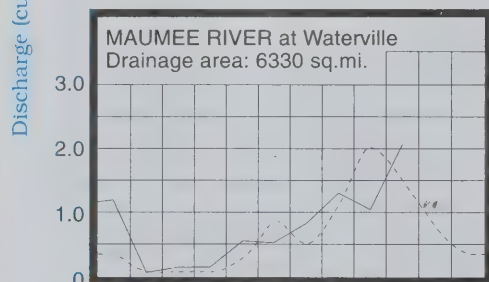 MAUMEE RIVER at Waterville
Drainage area: 6330 sq.mi.
Discharge (cu
3.0
2.0
1.0
0